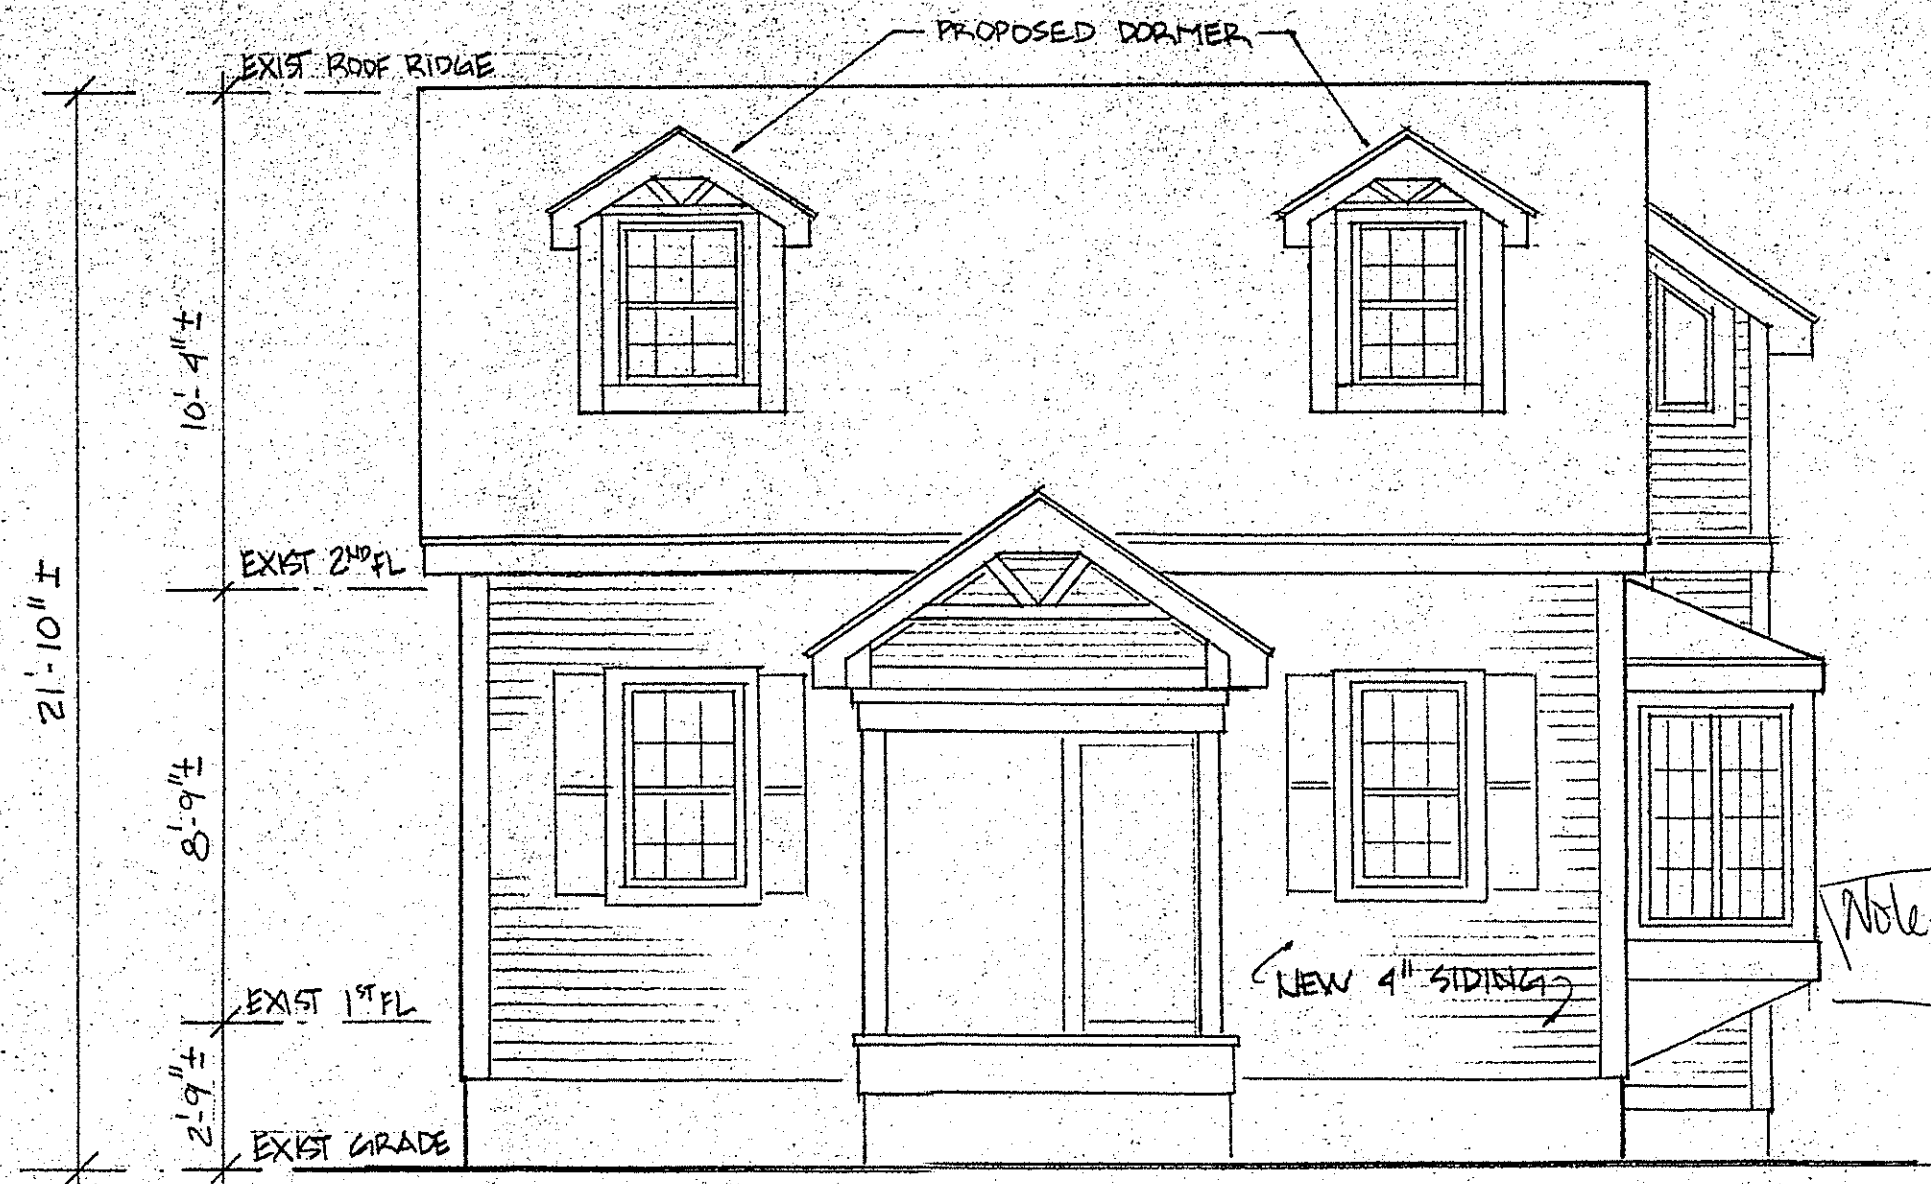 PROPOSED DORMER
EXIST ROOF RIDGE
10'-4"±
EXIST 2ND FL
21'-10"±
8'-9"±
Note
NEW 4" SIDING
EXIST 1ST FL
2'-9"±
EXIST GRADE